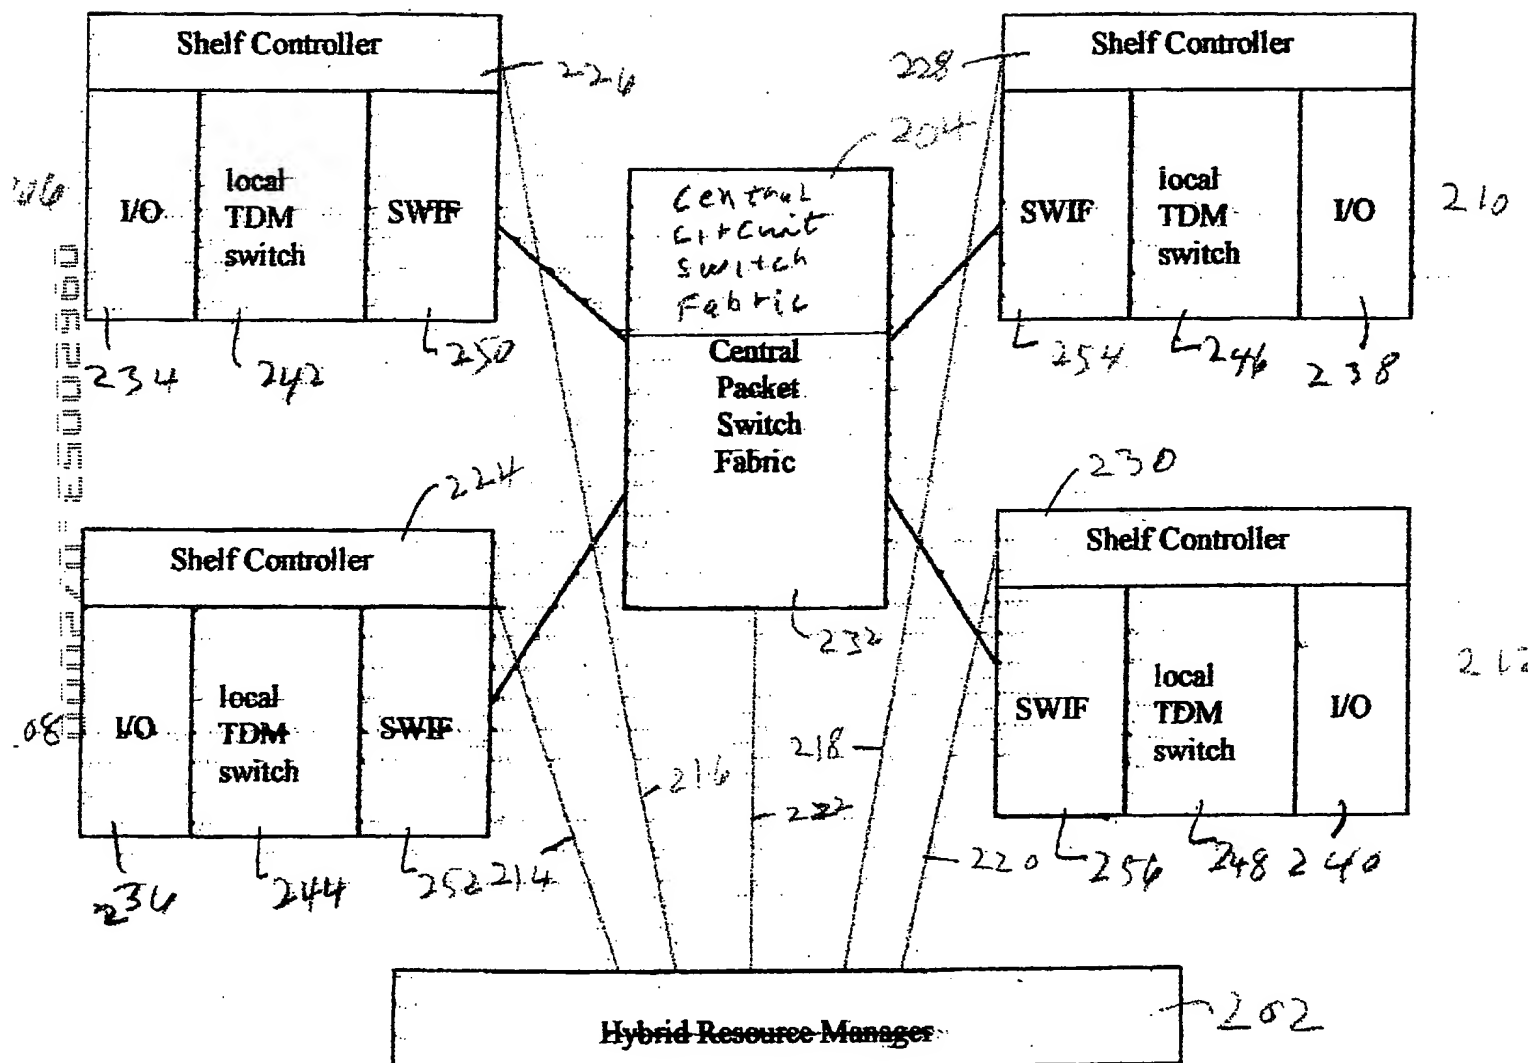 Shelf Controller
226
I/O
local
TDM
switch
SWIF
234
242
250
204
Central
Circuit
Switch
Fabric
Central
Packet
Switch
Fabric
232
228
Shelf Controller
SWIF
local
TDM
switch
I/O
210
254
246
238
224
Shelf Controller
08
I/O
local
TDM
switch
SWIF
236
244
252
214
216
222
218
220
230
Shelf Controller
SWIF
local
TDM
switch
I/O
212
256
248
240
Hybrid Resource Manager
202